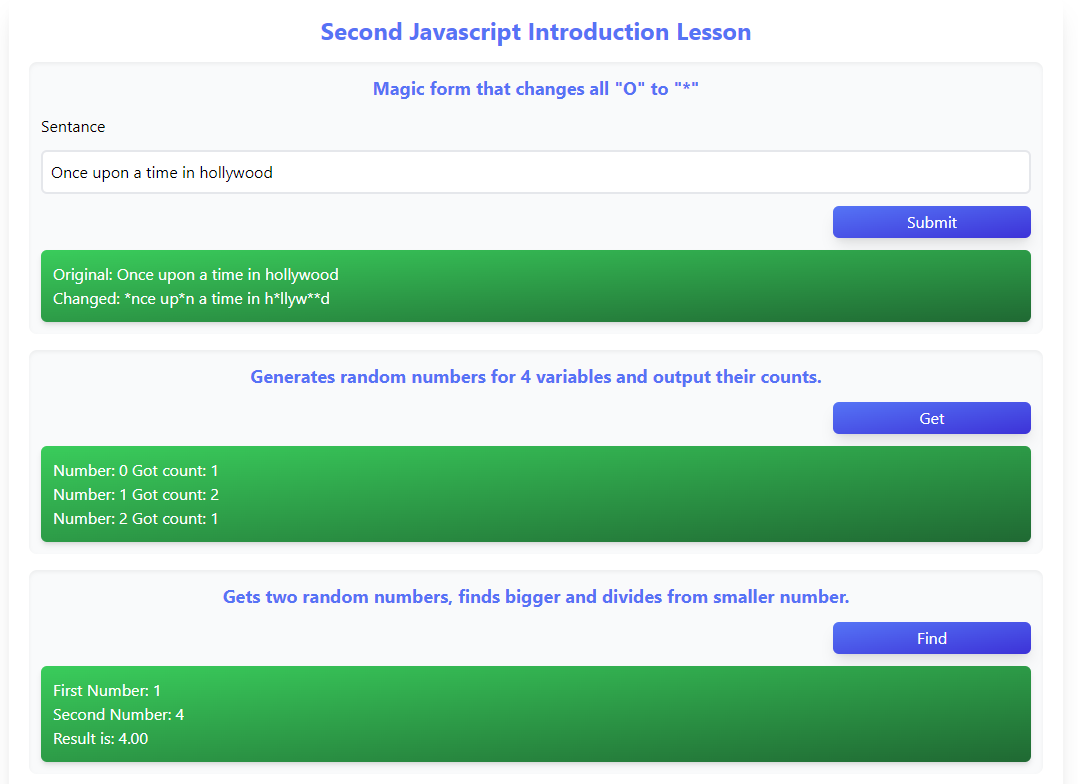 Second Javascript Introduction Lesson
Magic form that changes all "O" to "*"
Sentance
Once upon a time in hollywood
Submit
Original: Once upon a time in hollywood
Changed: *nce up*n a time in h*llyw**d
Generates random numbers for 4 variables and output their counts.
Get
Number: 0 Got count: 1
Number: 1 Got count: 2
Number: 2 Got count: 1
Gets two random numbers, finds bigger and divides from smaller number.
Find
First Number: 1
Second Number: 4
Result is: 4.00